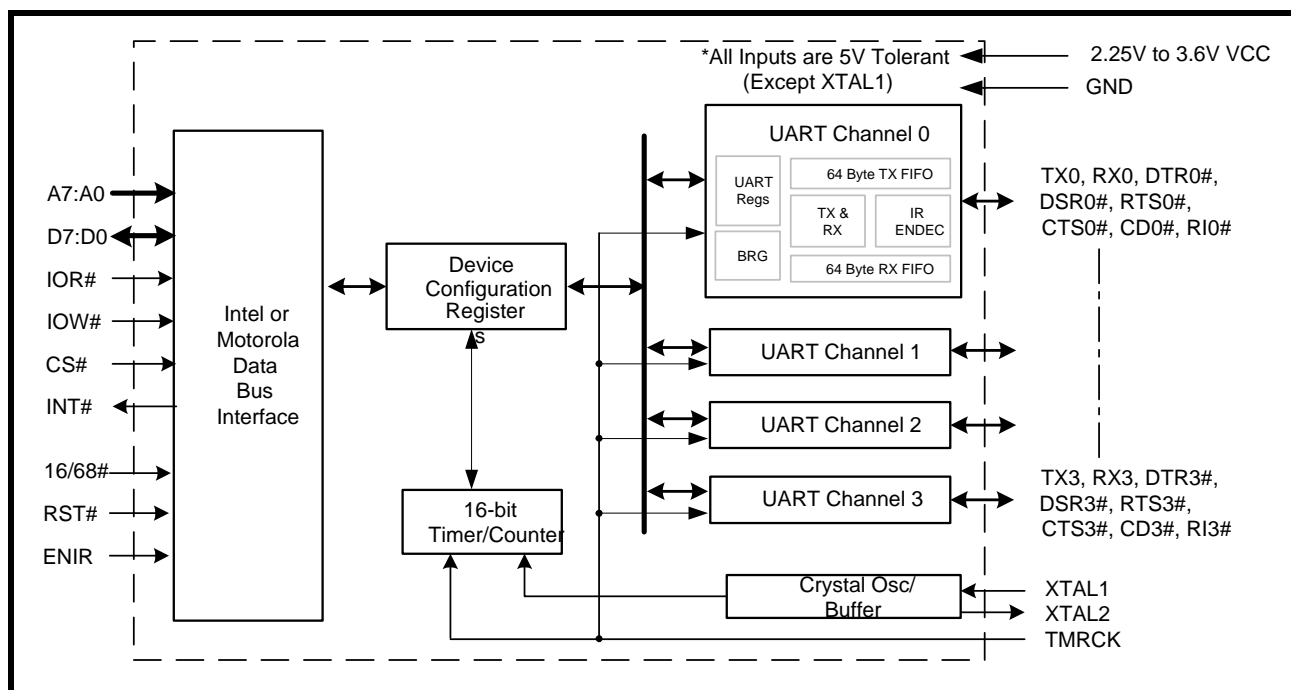 *All Inputs are 5V Tolerant
(Except XTAL1)
2.25V to 3.6V VCC
GND
A7:A0
D7:D0
IOR#
IOW#
CS#
INT#
16/68#
RST#
ENIR
Intel or
Motorola
Data
Bus
Interface
Device
Configuration
Register
s
16-bit
Timer/Counter
UART Channel 0
UART
Regs
BRG
64 Byte TX FIFO
TX &
RX
IR
ENDEC
64 Byte RX FIFO
UART Channel 1
UART Channel 2
UART Channel 3
Crystal Osc/
Buffer
TX0, RX0, DTR0#,
DSR0#, RTS0#,
CTS0#, CD0#, RI0#
TX3, RX3, DTR3#,
DSR3#, RTS3#,
CTS3#, CD3#, RI3#
XTAL1
XTAL2
TMRCK